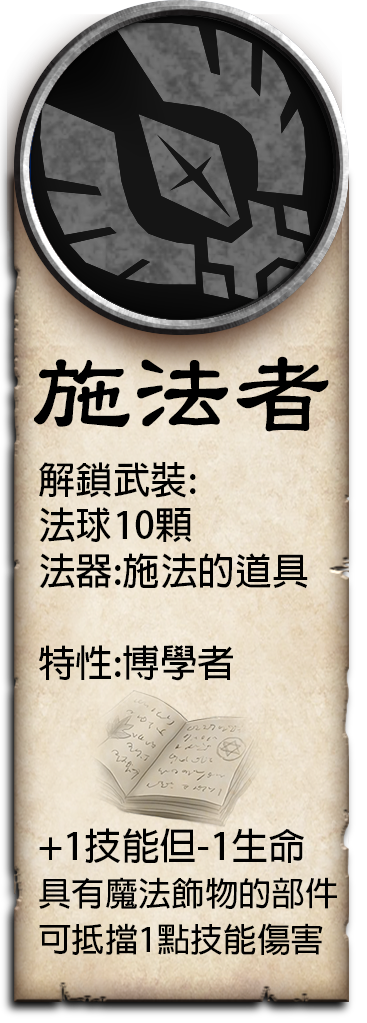 施法者
解鎖武裝:
法球10顆
法器:施法的道具
特性:博學者
+1技能但-1生命
具有魔法飾物的部件
可抵擋1點技能傷害